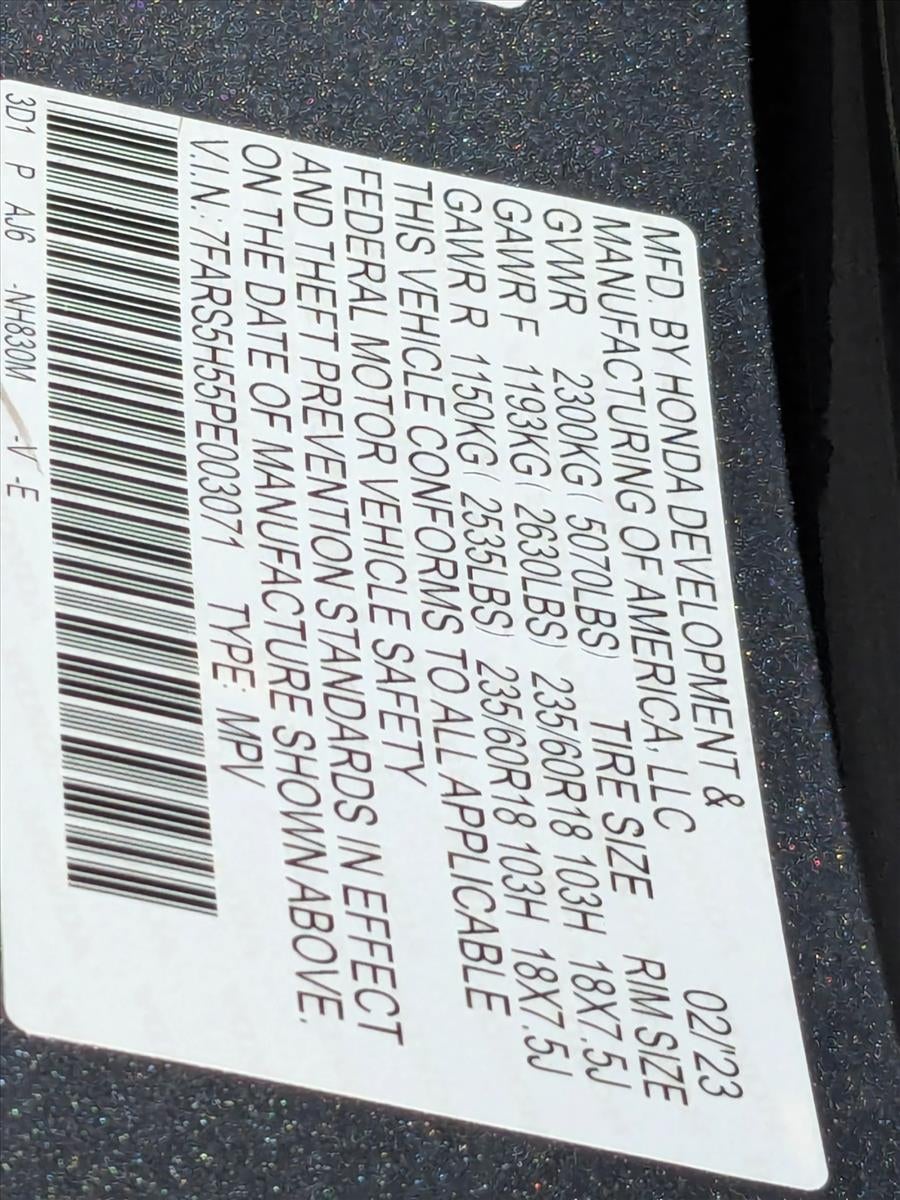 MFD. BY HONDA DEVELOPMENT & 02/'23
MANUFACTURING OF AMERICA, LLC
GVWR 2300KG ( 5070LBS) TIRE SIZE RIM SIZE
GAWR F 1193KG ( 2630LBS) 235/60R18 103H 18X7.5J
GAWR R 1150KG ( 2535LBS) 235/60R18 103H 18X7.5J
THIS VEHICLE CONFORMS TO ALL APPLICABLE
FEDERAL MOTOR VEHICLE SAFETY
AND THEFT PREVENTION STANDARDS IN EFFECT
ON THE DATE OF MANUFACTURE SHOWN ABOVE.
V.I.N.: 7FARS5H55PE003071 TYPE: MPV
3D1 P AJ6 -NH830M -V -E